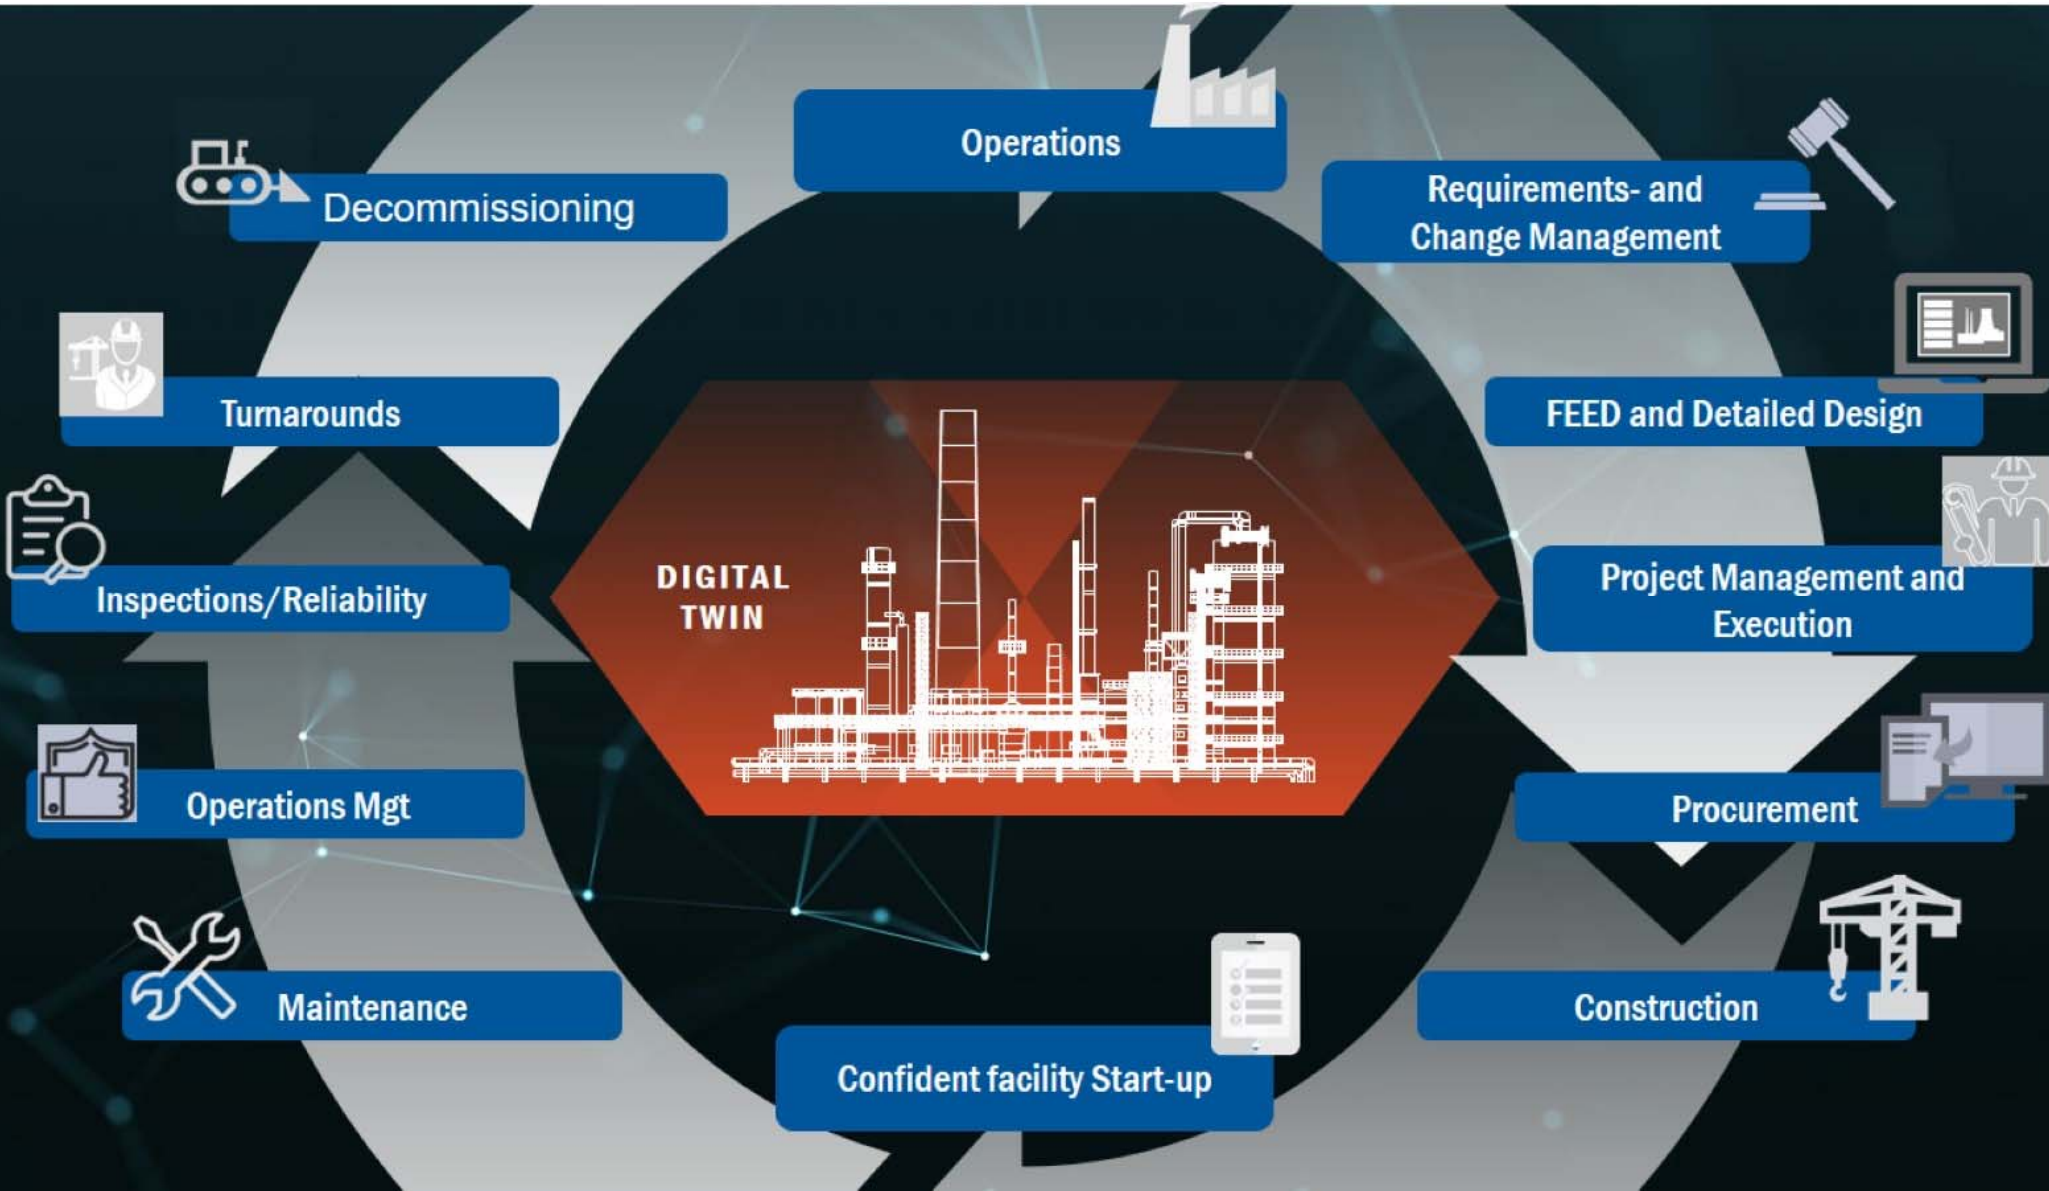 Operations
Requirements- and
Change Management
Decommissioning
FEED and Detailed Design
Turnarounds
DIGITAL
TWIN
Project Management and
Execution
Inspections/Reliability
Procurement
Operations Mgt
Construction
Maintenance
Confident facility Start-up